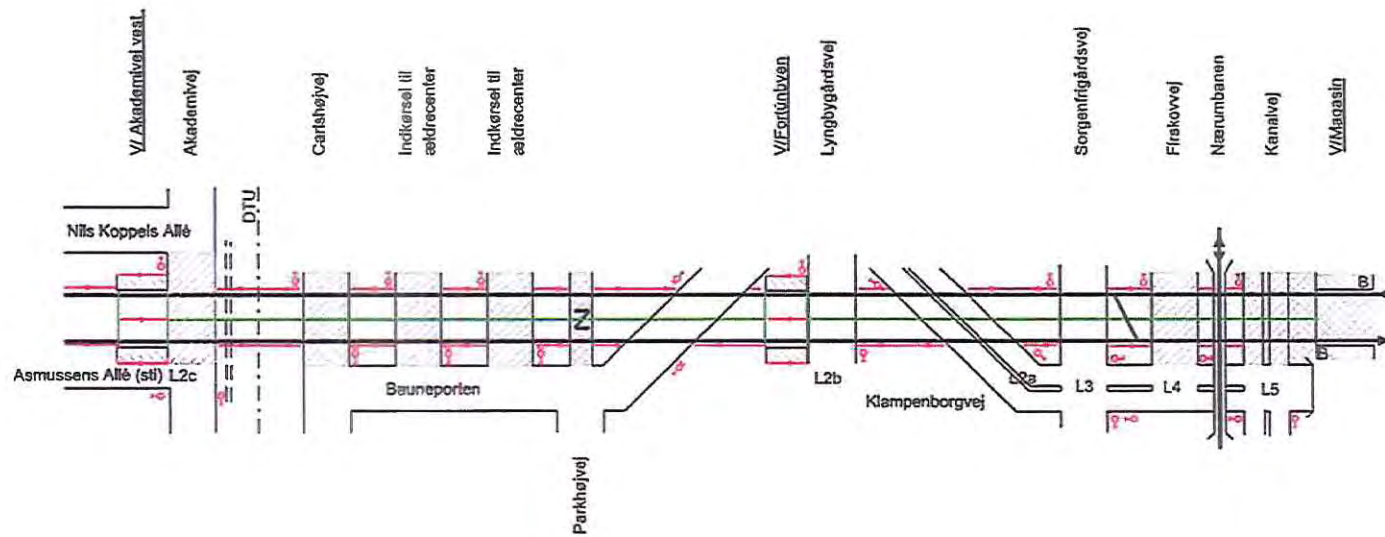 V/ Akademivej vest.
Akademivej
Carlshøjvej
Indkørsel til
ældrecenter
Indkørsel til
ældrecenter
V/Fortunbyen
Lyngbygårdsvej
Sorgenfrigårdsvej
Firskovvej
Nærumbanen
Kanalvej
V/Magasin
DTU
Nils Koppels Allé
B
N
B
Asmussens Allé (sti) L2c
Bauneporten
L2b
Klampenborgvej
L2a
L3
L4
L5
Parkhøjvej